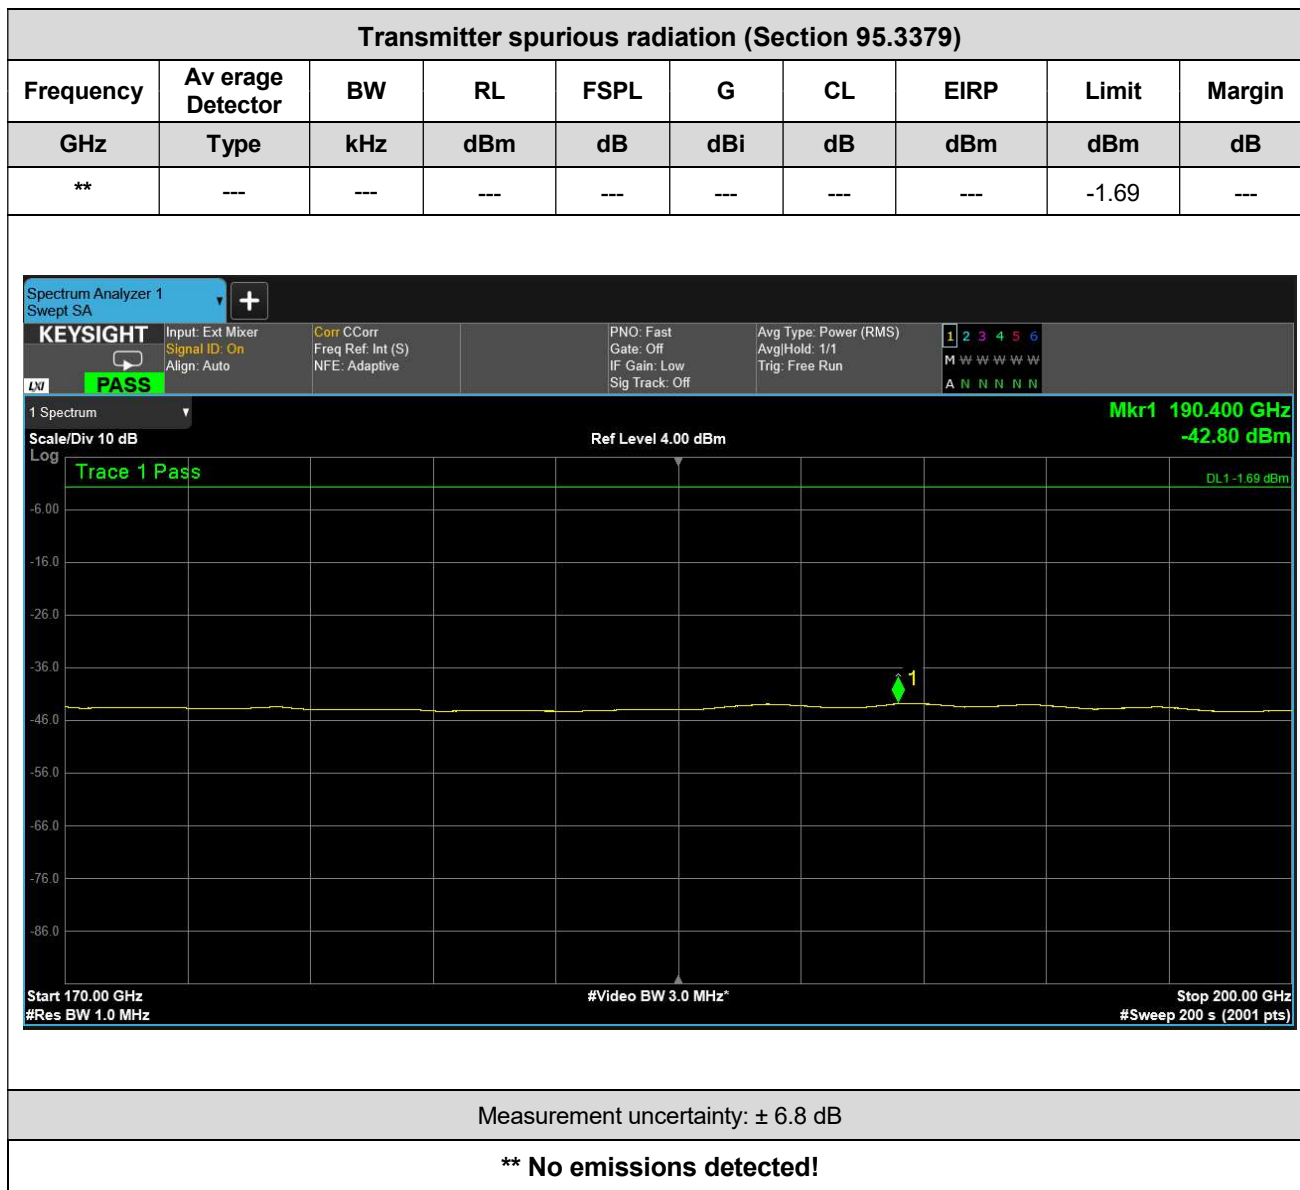 Transmitter spurious radiation (Section 95.3379)
Frequency Av erage Detector BW RL FSPL G CL EIRP Limit Margin
GHz Type kHz dBm dB dBi dB dBm dBm dB
** --- --- --- --- --- --- --- -1.69 ---
Spectrum Analyzer 1
Swept SA
+
KEYSIGHT Input: Ext Mixer Corr CCorr PNO: Fast Avg Type: Power (RMS) 1 2 3 4 5 6
Signal ID: On Freq Ref: Int (S) Gate: Off Avg|Hold: 1/1 M W W W W W
Align: Auto NFE: Adaptive IF Gain: Low Trig: Free Run
LXI PASS Sig Track: Off A N N N N N
1 Spectrum Mkr1 190.400 GHz
Scale/Div 10 dB Ref Level 4.00 dBm -42.80 dBm
Log
Trace 1 Pass DL1 -1.69 dBm
-6.00
-16.0
-26.0
-36.0
1
-46.0
-56.0
-66.0
-76.0
-86.0
Start 170.00 GHz #Video BW 3.0 MHz* Stop 200.00 GHz
#Res BW 1.0 MHz #Sweep 200 s (2001 pts)
Measurement uncertainty: ± 6.8 dB
** No emissions detected!